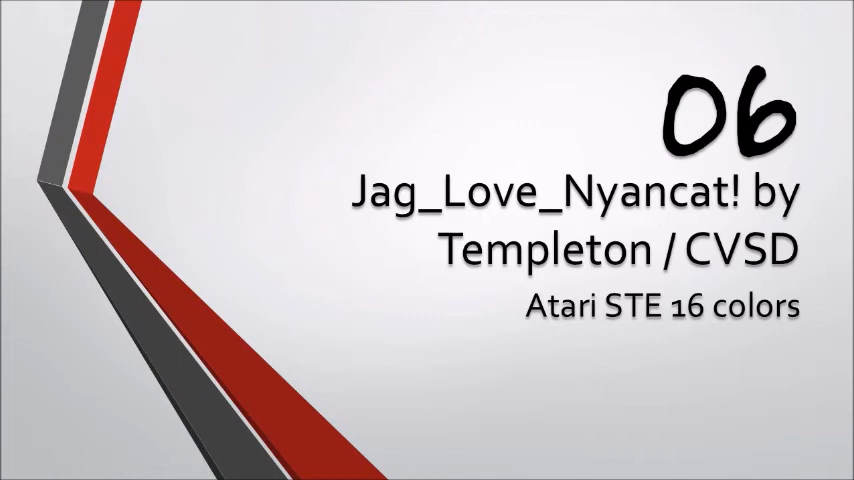 06
Jag_Love_Nyancat! by
Templeton / CVSD
Atari STE 16 colors